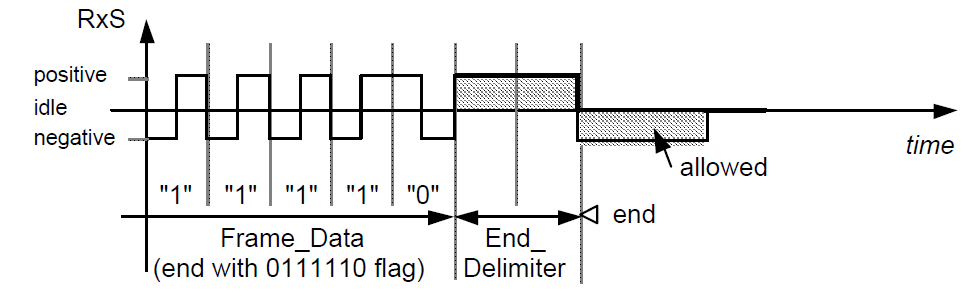 RxS
positive
idle
negative
time
allowed
"1" "1" "1" "1" "0"
end
Frame_Data
(end with 0111110 flag)
End_
Delimiter